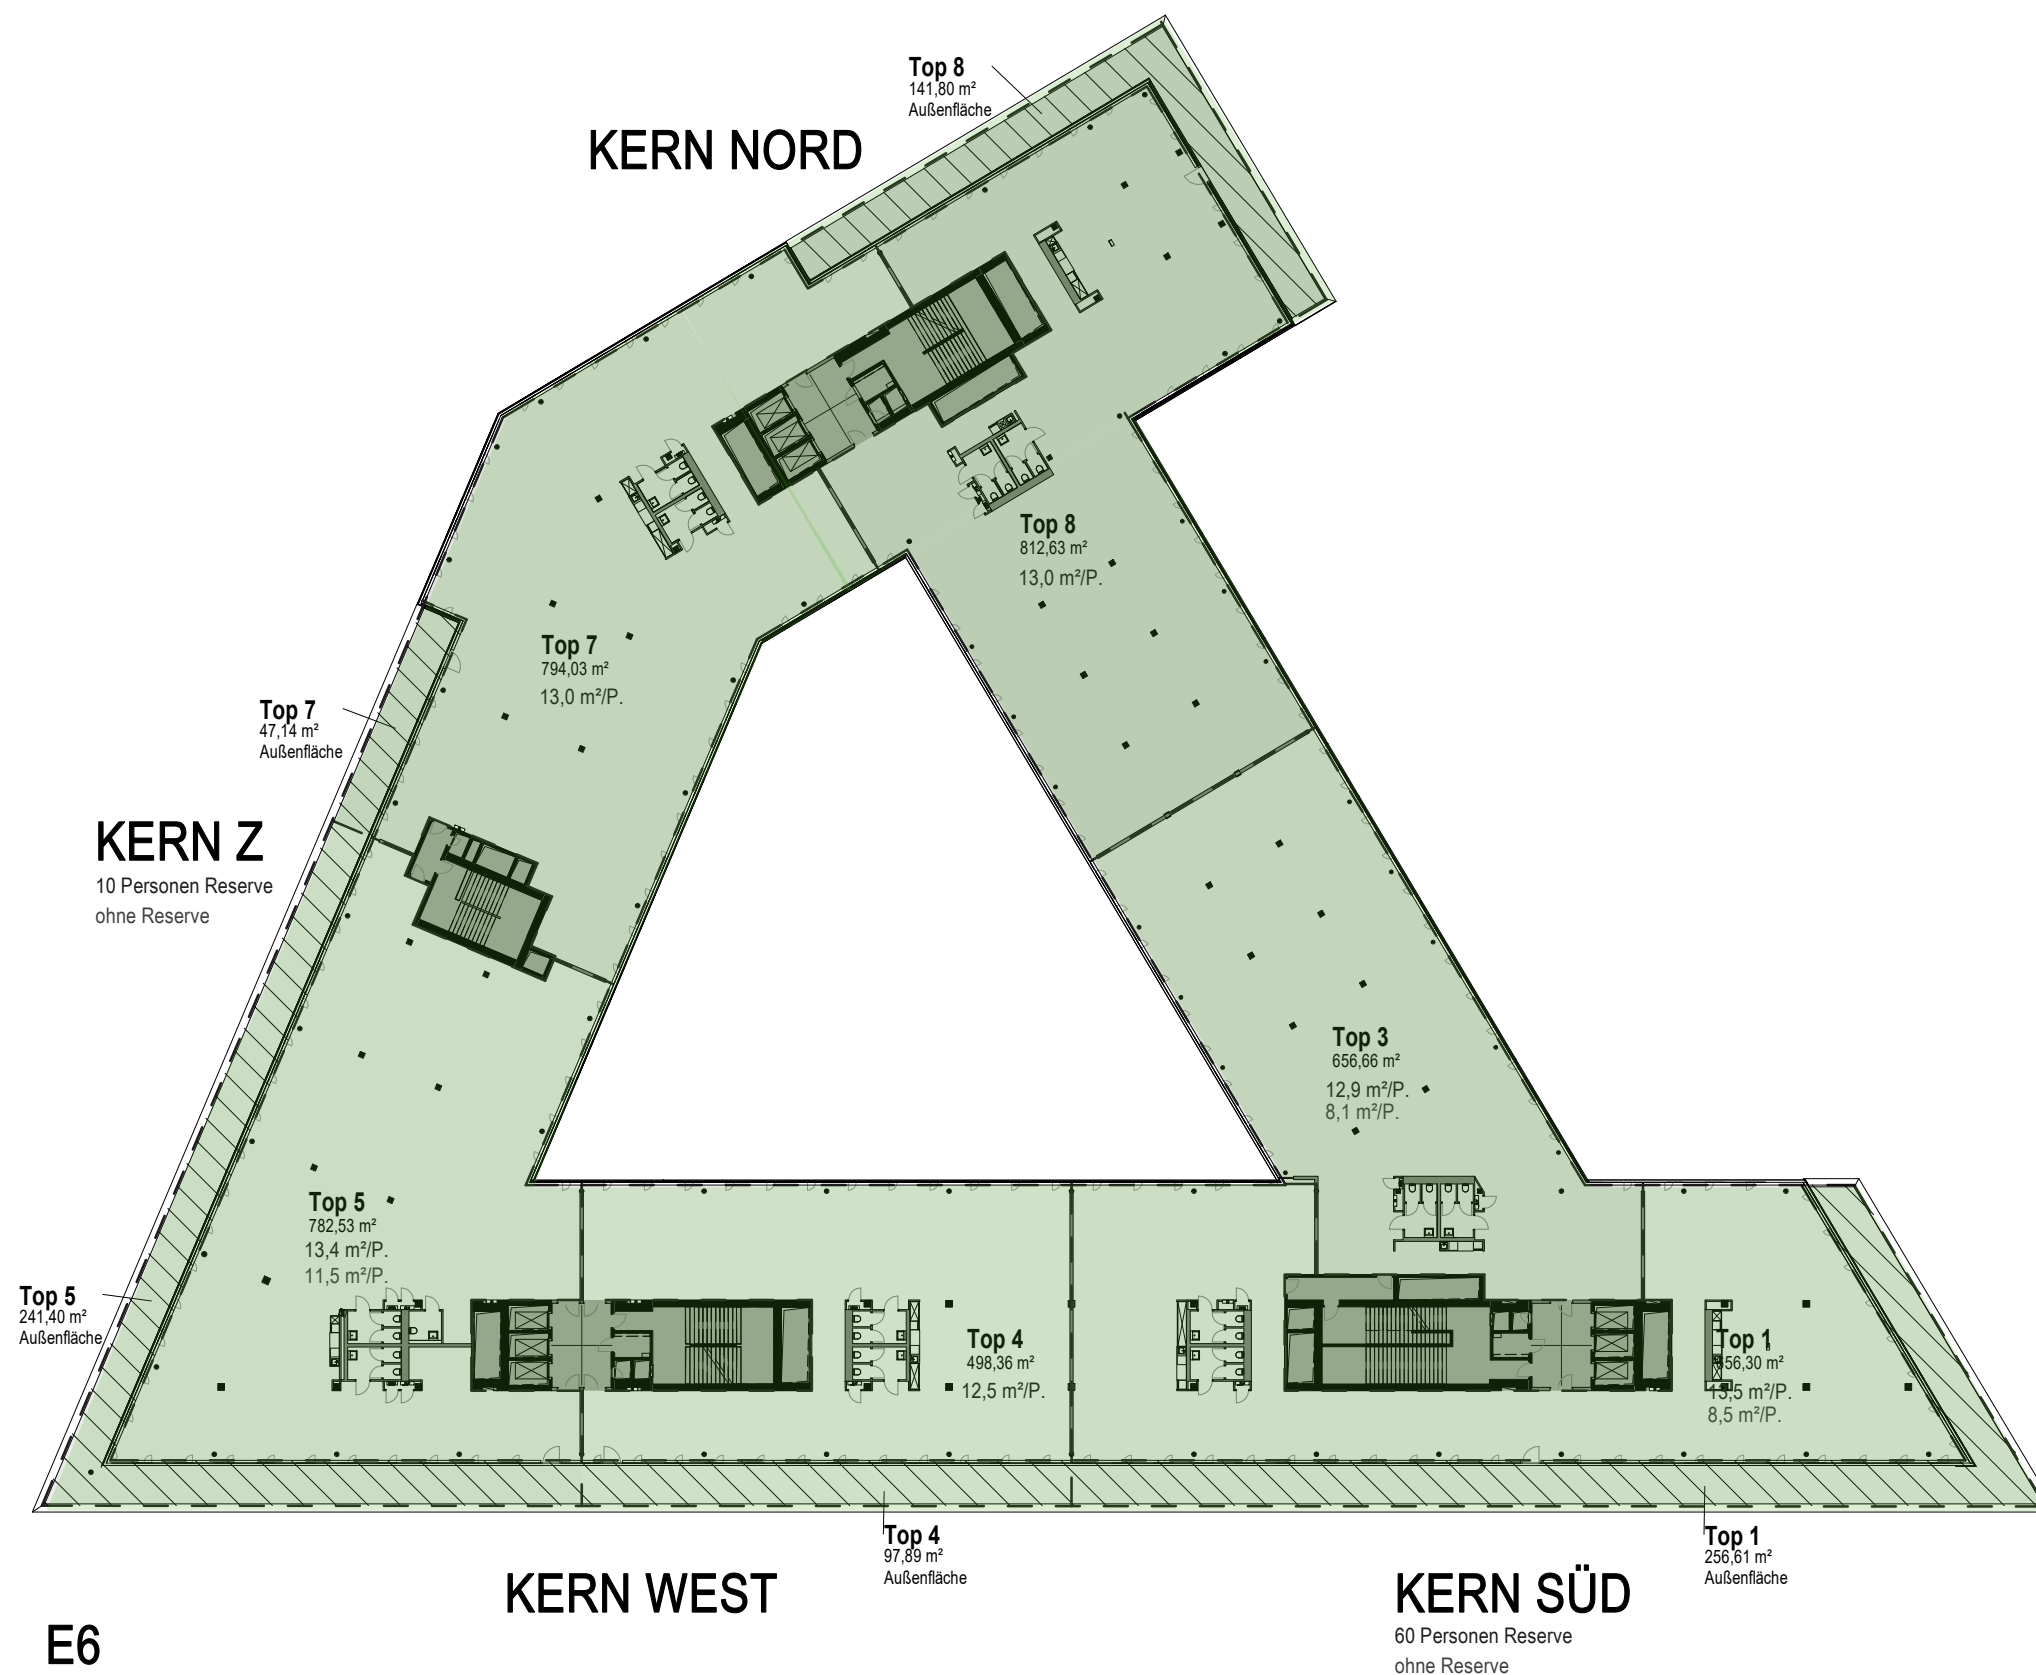 Top 8
141,80 m²
Außenfläche
KERN NORD
Top 8
812,63 m²
13,0 m²/P.
Top 7
794,03 m²
13,0 m²/P.
Top 7
47,14 m²
Außenfläche
KERN Z
10 Personen Reserve
ohne Reserve
Top 3
656,66 m²
12,9 m²/P.
8,1 m²/P.
Top 5
782,53 m²
13,4 m²/P.
11,5 m²/P.
Top 5
241,40 m²
Außenfläche
Top 4
498,36 m²
12,5 m²/P.
Top 1
656,30 m²
13,5 m²/P.
8,5 m²/P.
Top 4
97,89 m²
Außenfläche
Top 1
256,61 m²
Außenfläche
KERN WEST
KERN SÜD
60 Personen Reserve
ohne Reserve
E6